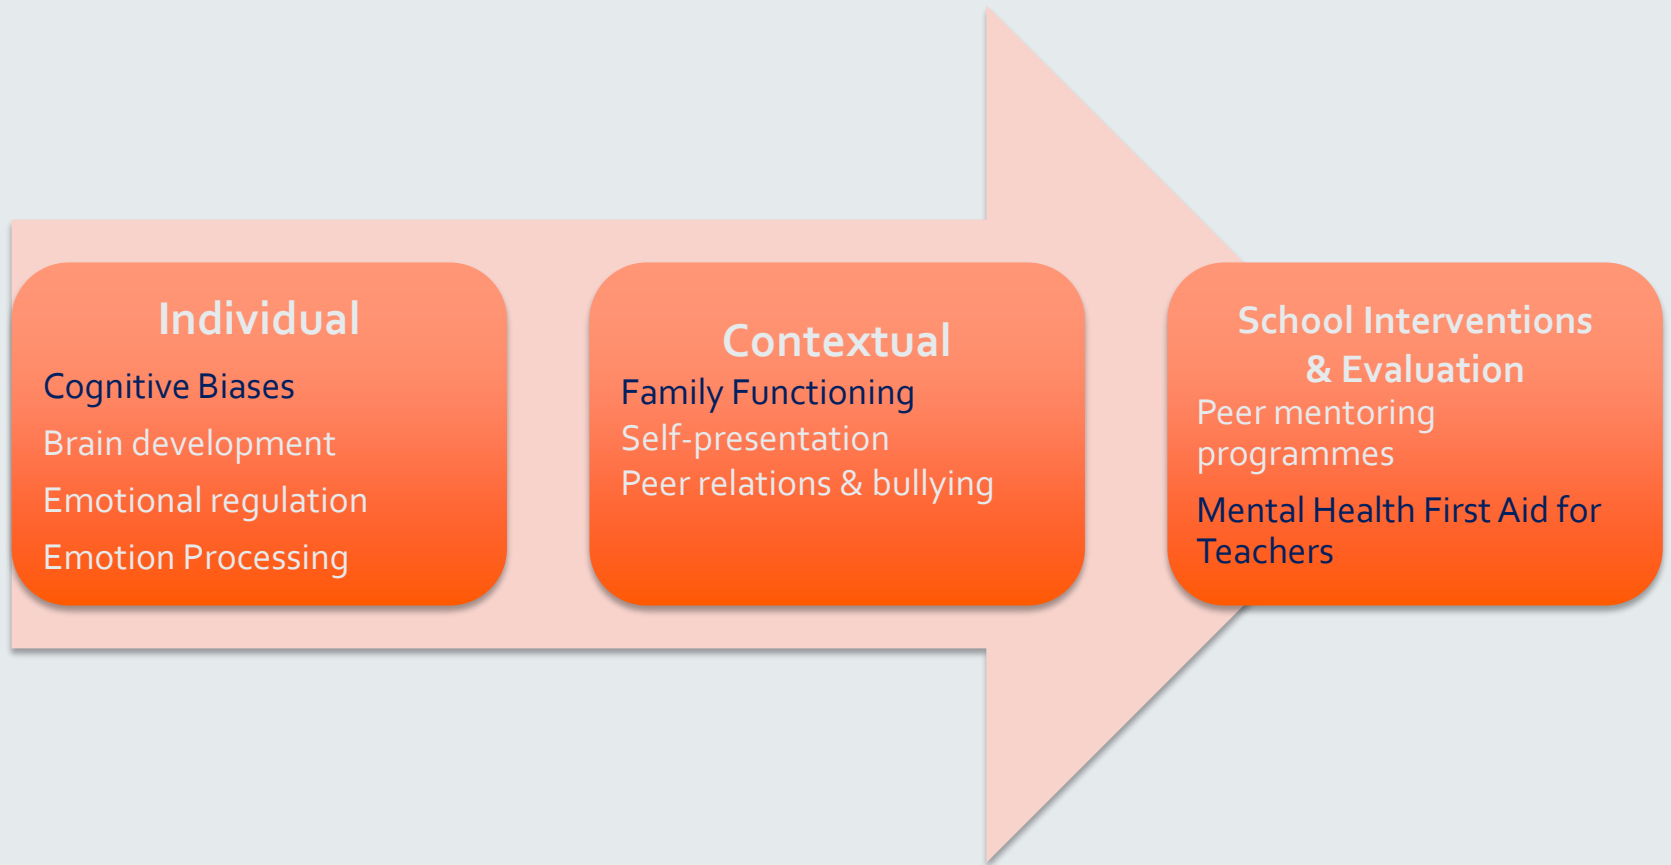 Individual
Cognitive Biases
Brain development
Emotional regulation
Emotion Processing
Contextual
Family Functioning
Self-presentation
Peer relations & bullying
School Interventions
& Evaluation
Peer mentoring
programmes
Mental Health First Aid for
Teachers